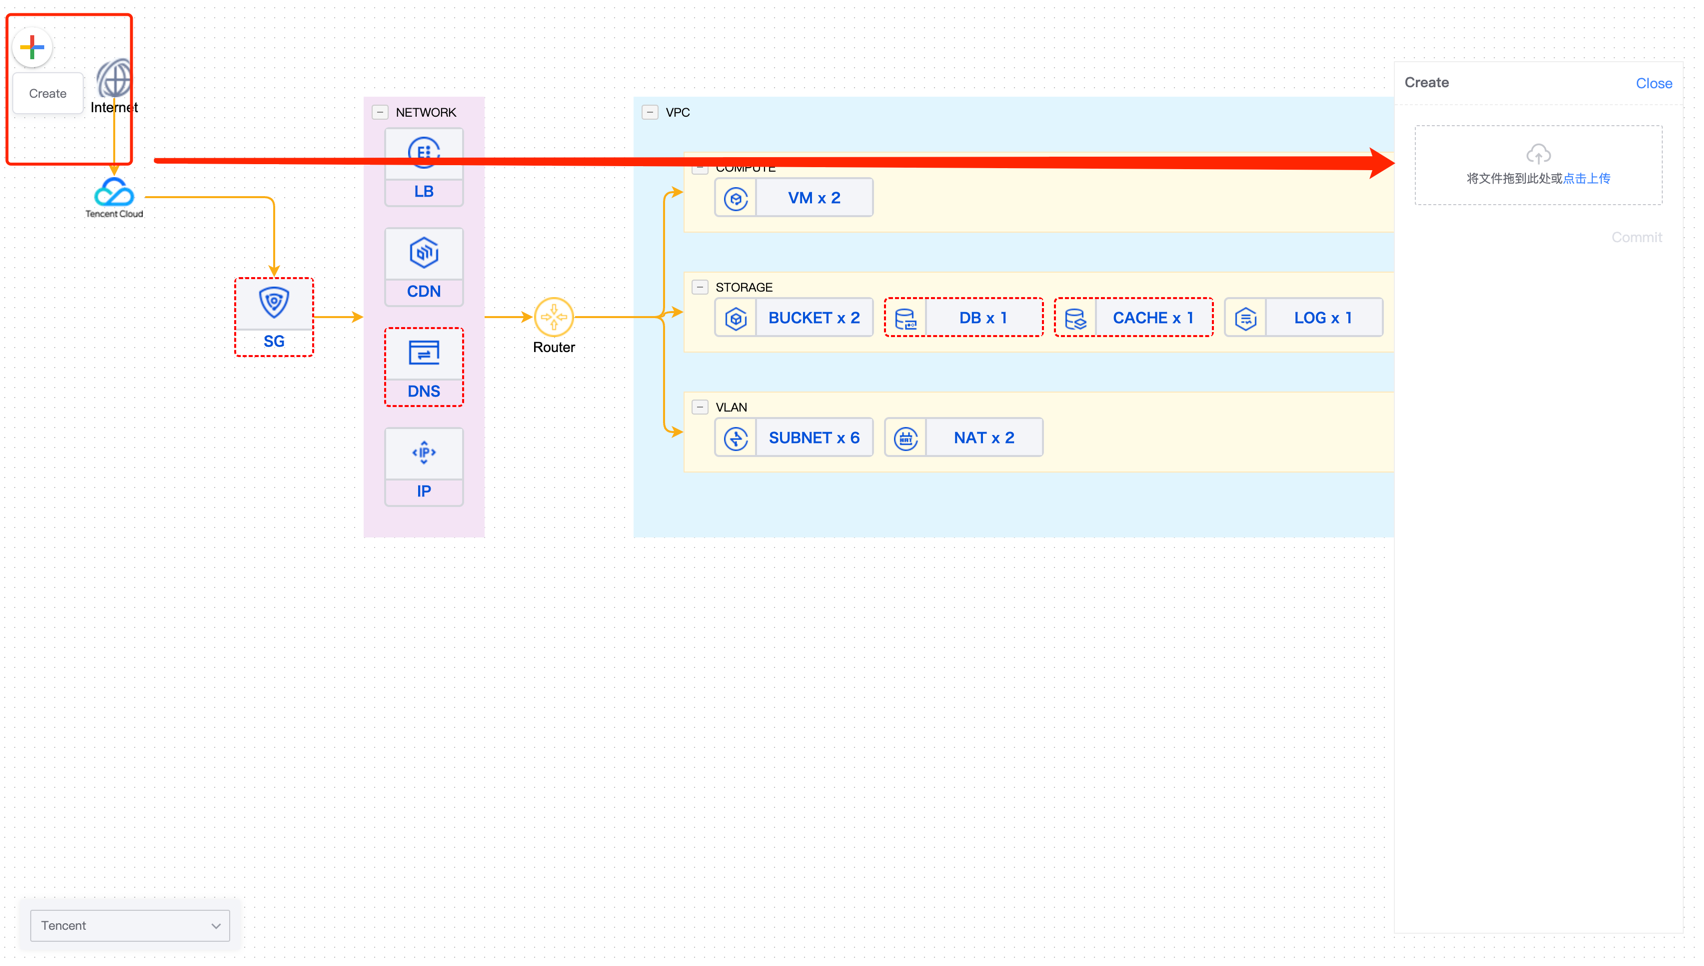 Create
Internet
Tencent Cloud
SG
NETWORK
LB
CDN
DNS
IP
IP
Router
VPC
COMPUTE
VM x 2
STORAGE
BUCKET x 2
DB x 1
CACHE x 1
LOG x 1
VLAN
SUBNET x 6
NAT
NAT x 2
Create
Close
将文件拖到此处或点击上传
Commit
Tencent